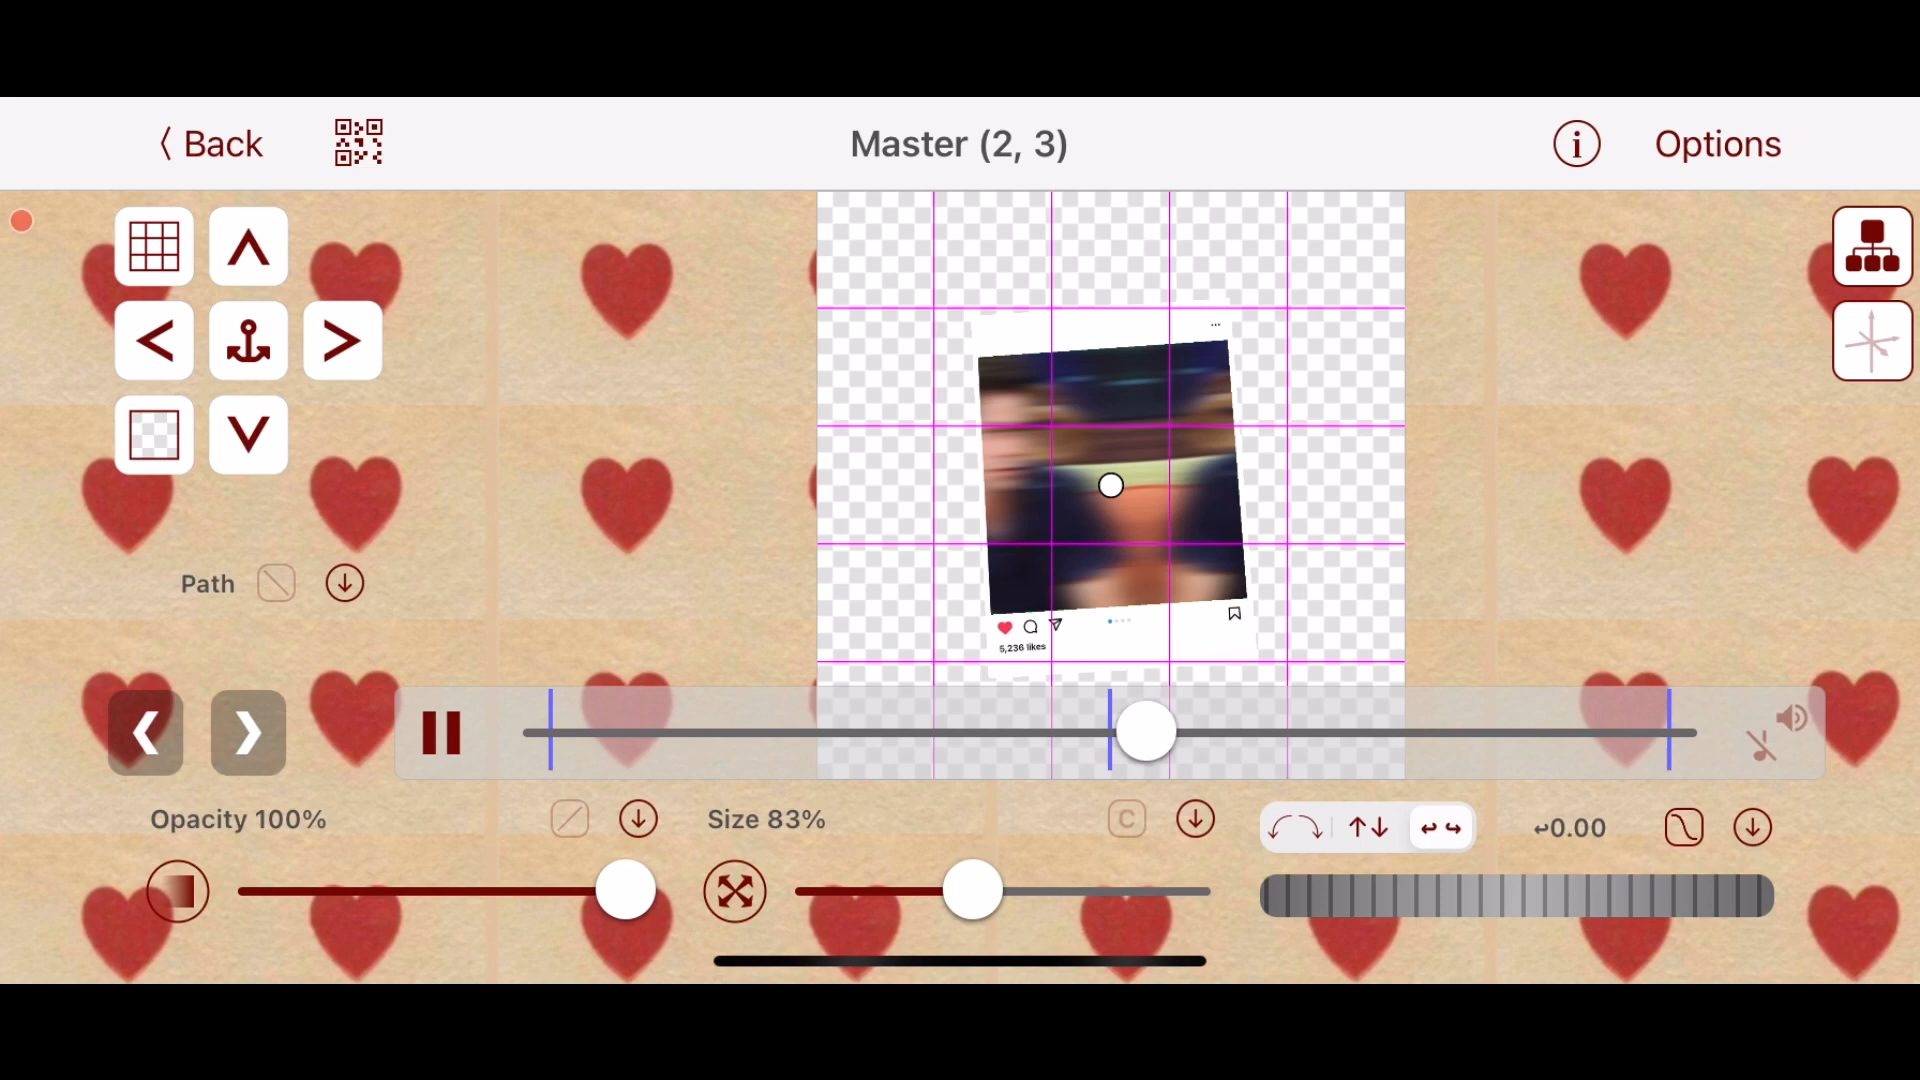 Back
Master (2, 3)
Options
...
5,236 likes
Path
Opacity 100%
Size 83%
C
↩0.00